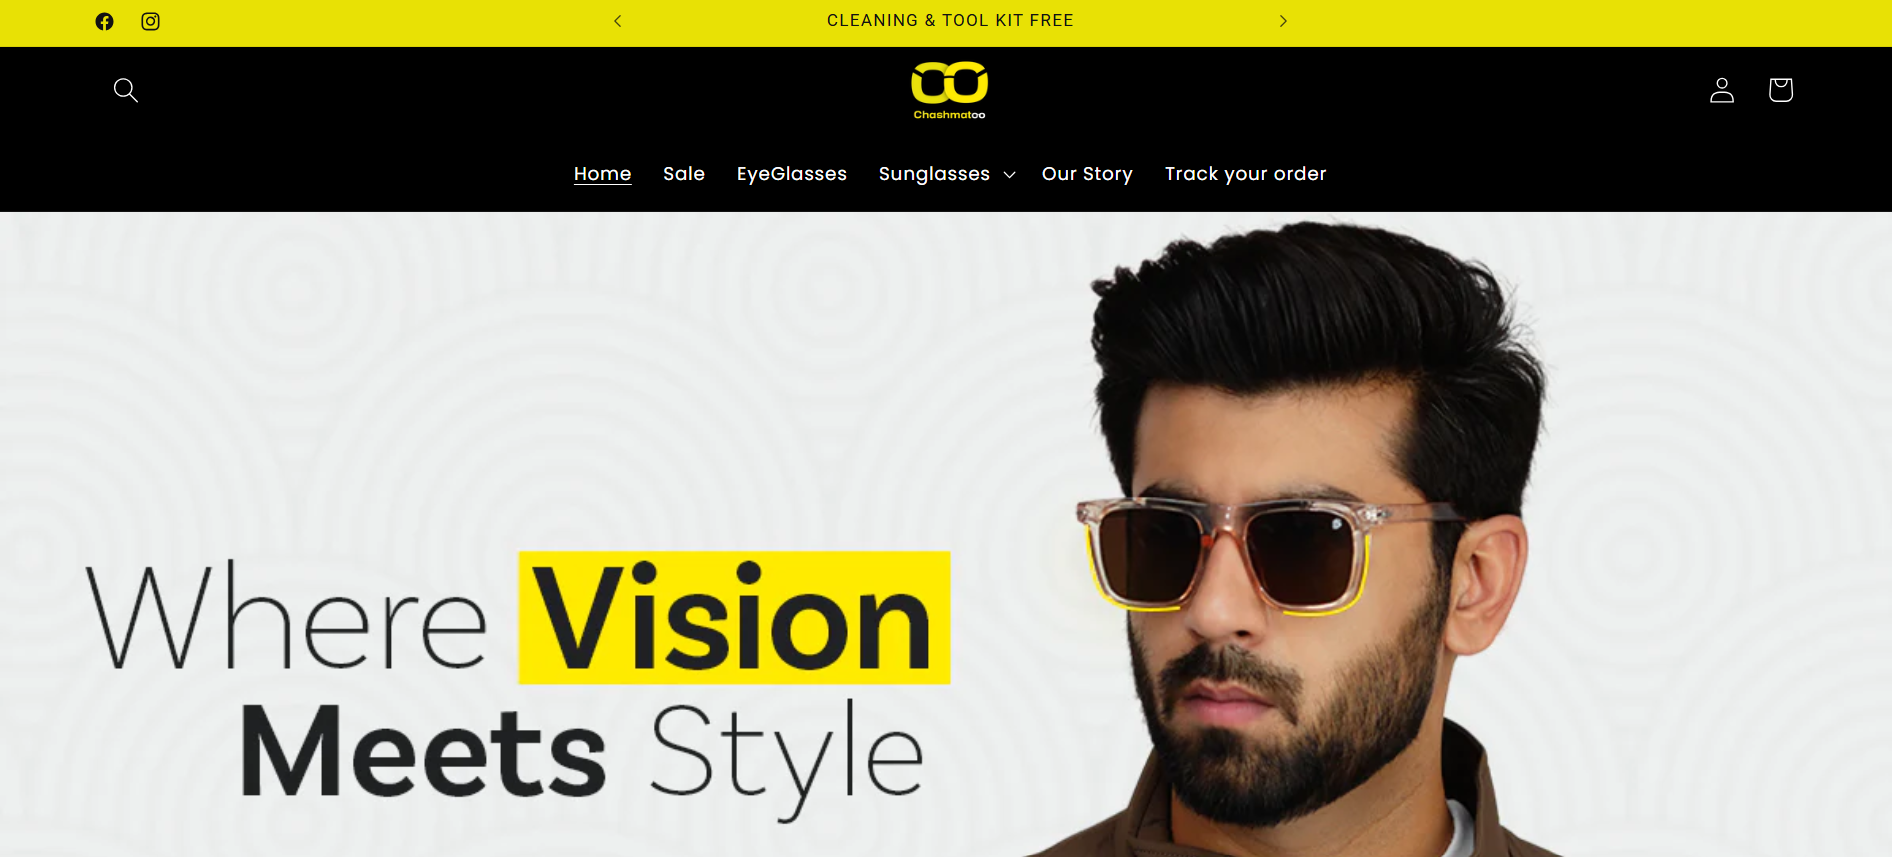 CLEANING & TOOL KIT FREE
Chashmatoo
Home Sale EyeGlasses Sunglasses Our Story Track your order
Where Vision
Meets Style